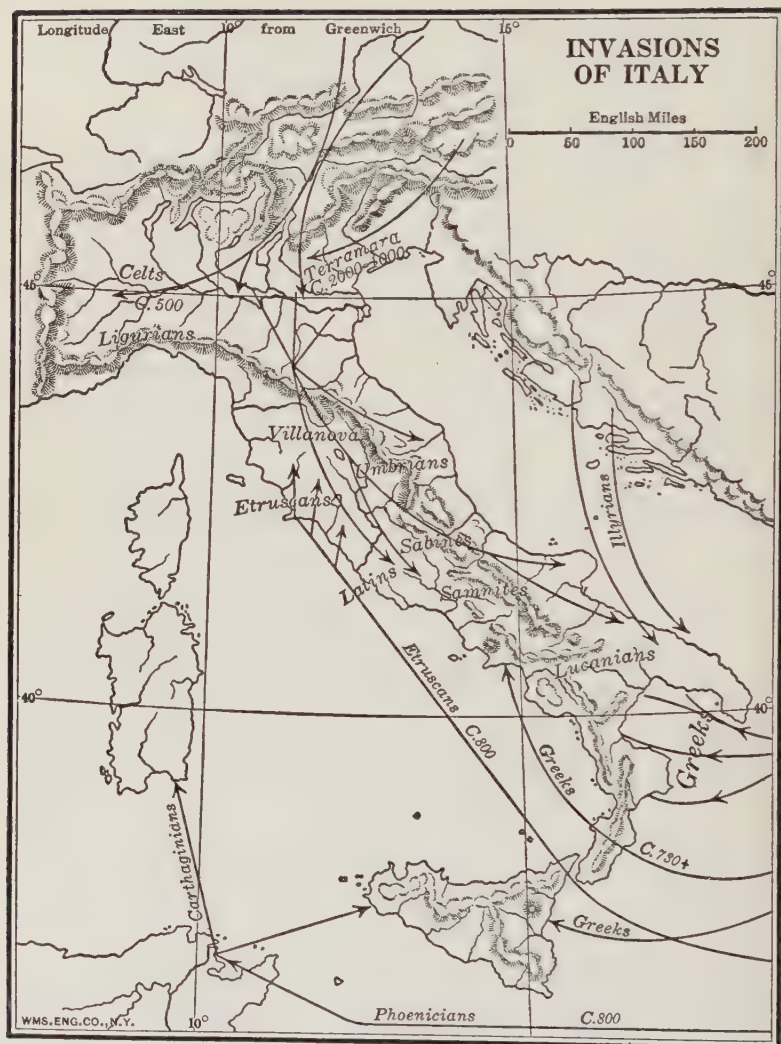 Longitude East from Greenwich
10°
15°
INVASIONS
OF ITALY
English Miles
0 50 100 150 200
Terramara
C. 2000-1000
Celts
C. 500
45°
45°
Ligurians
Villanova
Umbrians
Etruscans
Sabines
Illyrians
Latins
Samnites
Lucanians
Etruscans C.800
40°
40°
Greeks
Greeks
C.730+
Carthaginians
Greeks
Phoenicians C.800
WMS.ENG.CO.,N.Y.
10°